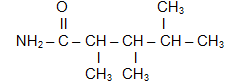 CH₃
O
NH₂ – C – CH – CH – CH – CH₃
CH₃ CH₃